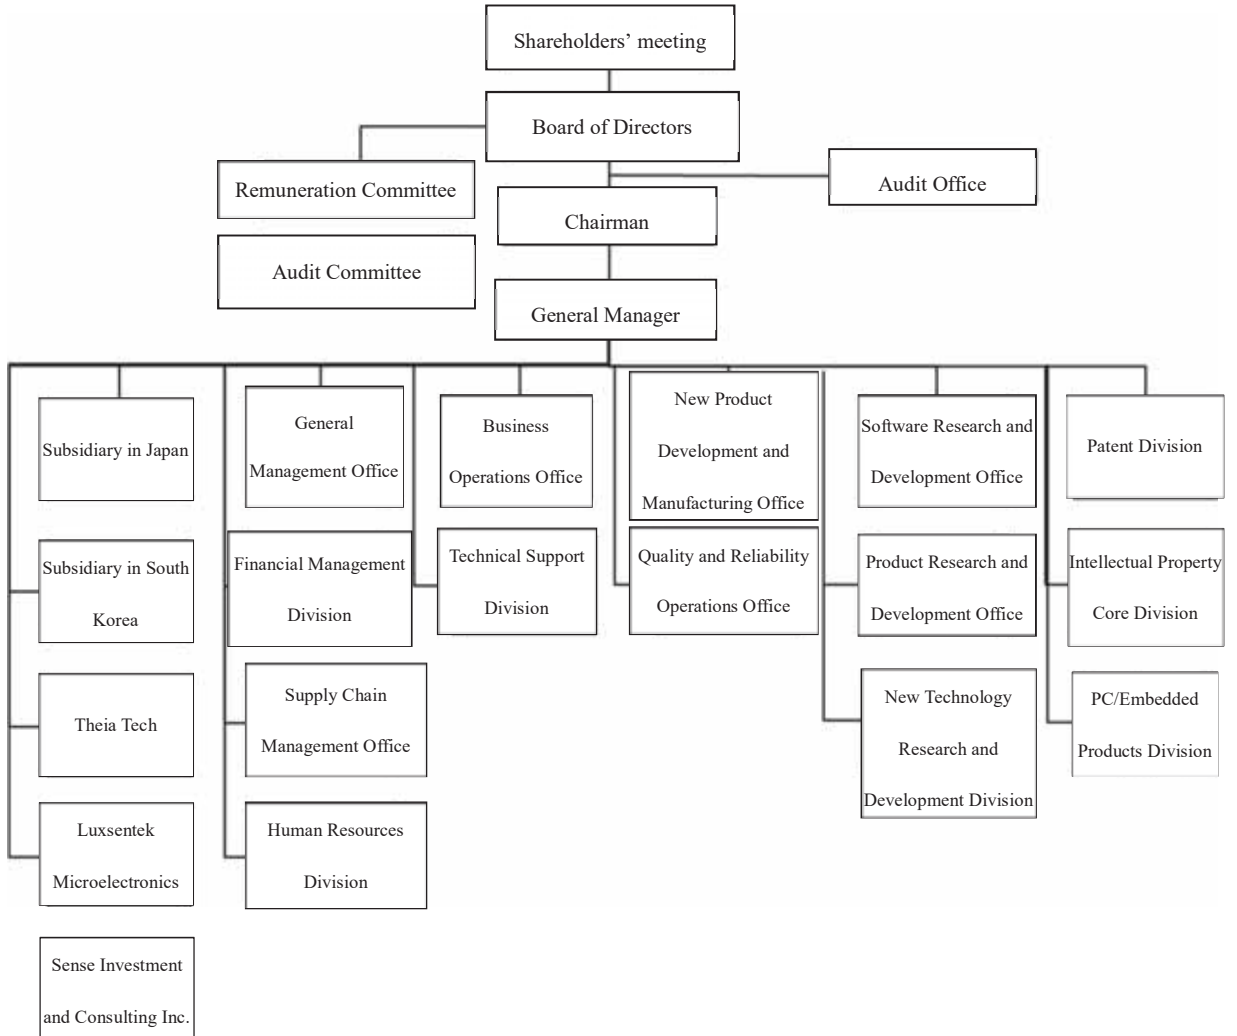 Shareholders’ meeting
Board of Directors
Remuneration Committee
Audit Office
Chairman
Audit Committee
General Manager
Subsidiary in Japan
Subsidiary in South
Korea
Theia Tech
Luxsentek
Microelectronics
Sense Investment
and Consulting Inc.
General
Management Office
Financial Management
Division
Supply Chain
Management Office
Human Resources
Division
Business
Operations Office
Technical Support
Division
New Product
Development and
Manufacturing Office
Quality and Reliability
Operations Office
Software Research and
Development Office
Product Research and
Development Office
New Technology
Research and
Development Division
Patent Division
Intellectual Property
Core Division
PC/Embedded
Products Division